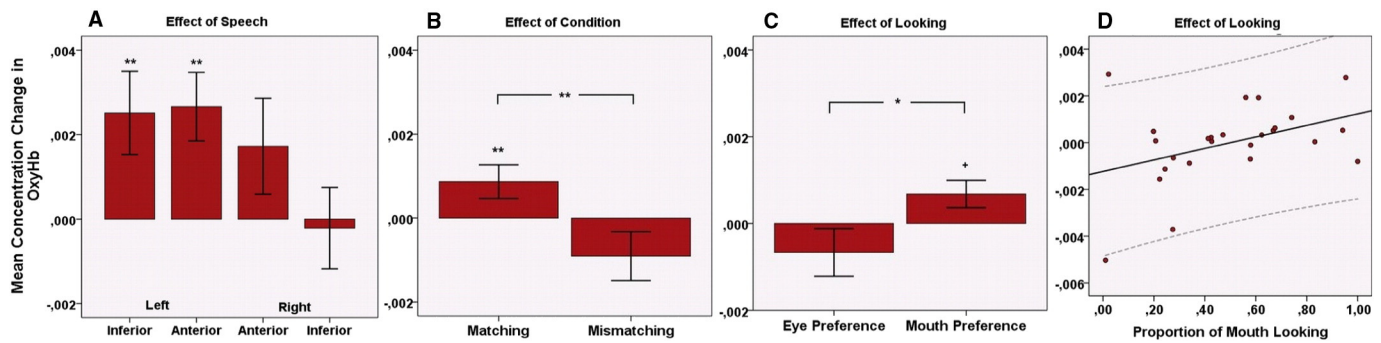 A
Effect of Speech
Mean Concentration Change in
OxyHb
,004
,002
,000
-,002
**
**
Left
Right
Inferior
Anterior
Anterior
Inferior
B
Effect of Condition
,004
,002
,000
-,002
**
**
Matching
Mismatching
C
Effect of Looking
,004
,002
,000
-,002
*
+
Eye Preference
Mouth Preference
D
Effect of Looking
,004
,002
,000
-,002
-,004
-,006
,00
,20
,40
,60
,80
1,00
Proportion of Mouth Looking